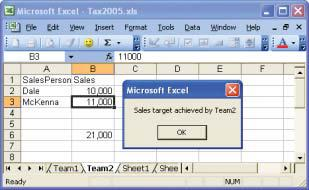 Microsoft Excel - Tax2005.xls
File Edit View Insert Format Tools Data Window Help
B3 fx 11000
A B C D E F
1 SalesPerson Sales
2 Dale 10,000
3 McKenna 11,000
4
5
6 21,000
7
8
Microsoft Excel
Sales target achieved by Team2
OK
Team1 Team2 Sheet1 Shee
Ready NUM